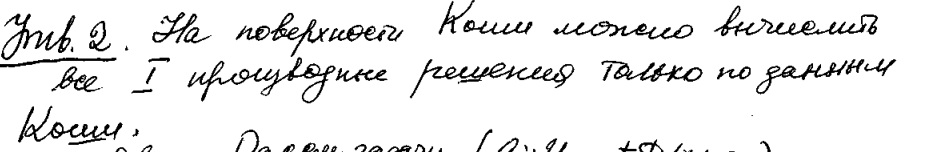 Утв. 2. На поверхности Коши можно вычислить
все I производные решения только по данным
Коши.